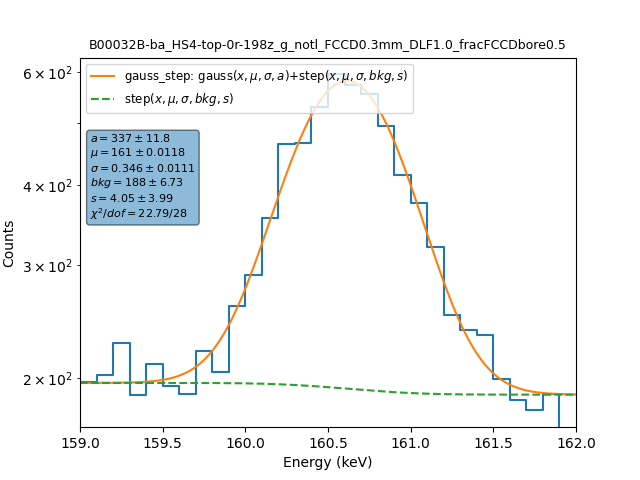 B00032B-ba_HS4-top-0r-198z_g_notl_FCCD0.3mm_DLF1.0_fracFCCDbore0.5
gauss_step: gauss(x, μ, σ, a)+step(x, μ, σ, bkg, s)
step(x, μ, σ, bkg, s)
a = 337 ± 11.8
μ = 161 ± 0.0118
σ = 0.346 ± 0.0111
bkg = 188 ± 6.73
s = 4.05 ± 3.99
χ²/dof = 22.79/28
6 × 10²
4 × 10²
3 × 10²
2 × 10²
Counts
159.0 159.5 160.0 160.5 161.0 161.5 162.0
Energy (keV)